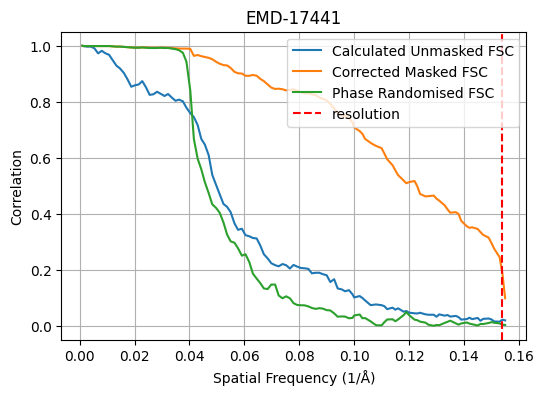 EMD-17441
1.0
0.8
0.6
0.4
0.2
0.0
Correlation
Calculated Unmasked FSC
Corrected Masked FSC
Phase Randomised FSC
resolution
0.00 0.02 0.04 0.06 0.08 0.10 0.12 0.14 0.16
Spatial Frequency (1/Å)